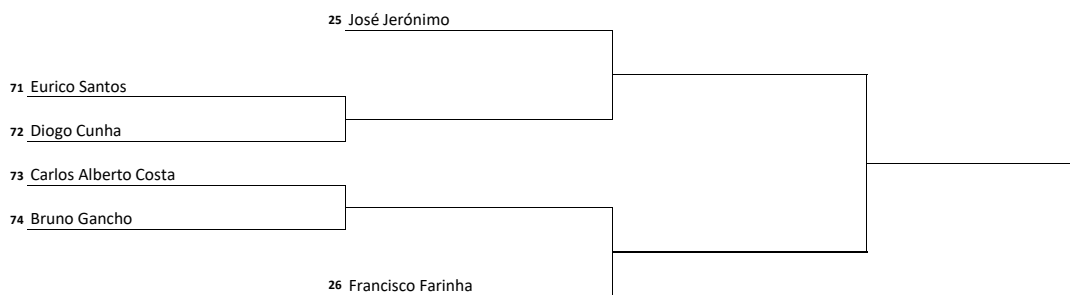 25 José Jerónimo
71 Eurico Santos
72 Diogo Cunha
73 Carlos Alberto Costa
74 Bruno Gancho
26 Francisco Farinha